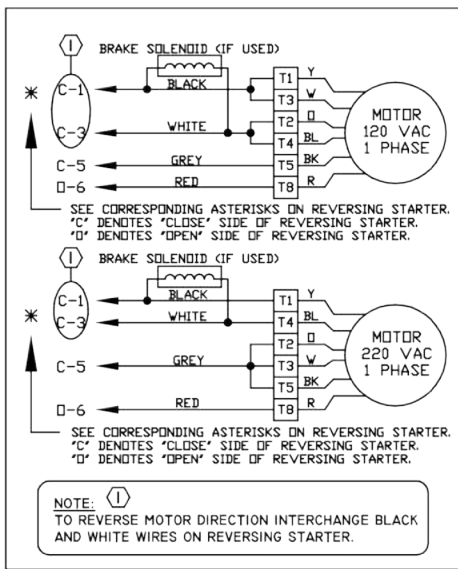 1
BRAKE SOLENOID (IF USED)
C-1 BLACK T1 Y
* T3 W
C-3 WHITE T2 O
T4 BL
C-5 GREY T5 BK
O-6 RED T8 R
MOTOR
120 VAC
1 PHASE
SEE CORRESPONDING ASTERISKS ON REVERSING STARTER.
"C" DENOTES "CLOSE" SIDE OF REVERSING STARTER.
"O" DENOTES "OPEN" SIDE OF REVERSING STARTER.
1
BRAKE SOLENOID (IF USED)
C-1 BLACK T1 Y
* C-3 WHITE T4 BL
T2 O
C-5 GREY T3 W
T5 BK
O-6 RED T8 R
MOTOR
220 VAC
1 PHASE
SEE CORRESPONDING ASTERISKS ON REVERSING STARTER.
"C" DENOTES "CLOSE" SIDE OF REVERSING STARTER.
"O" DENOTES "OPEN" SIDE OF REVERSING STARTER.
NOTE: 1
TO REVERSE MOTOR DIRECTION INTERCHANGE BLACK
AND WHITE WIRES ON REVERSING STARTER.